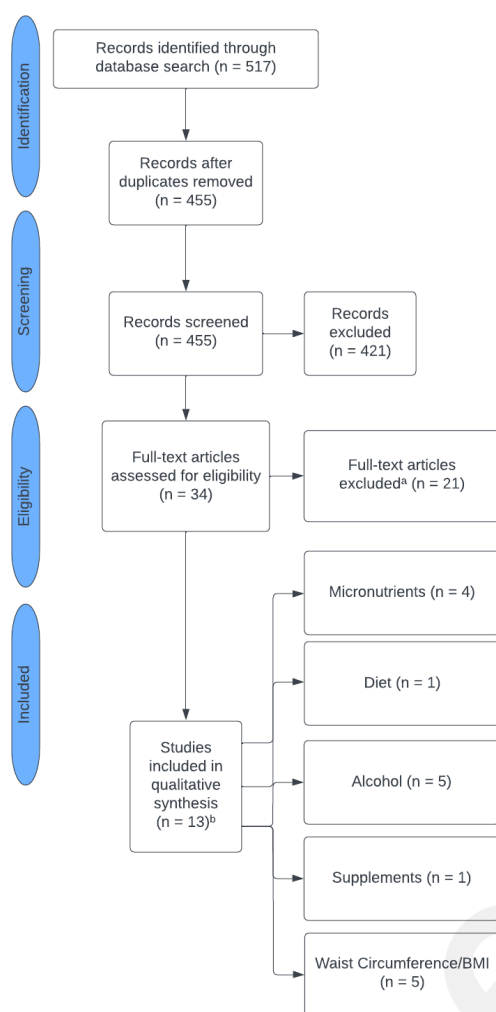 Identification
Records identified through
database search (n = 517)
Records after
duplicates removed
(n = 455)
Screening
Records screened
(n = 455)
Records
excluded
(n = 421)
Eligibility
Full-text articles
assessed for eligibility
(n = 34)
Full-text articles
excludedᵃ (n = 21)
Included
Studies
included in
qualitative
synthesis
(n = 13)ᵇ
Micronutrients (n = 4)
Diet (n = 1)
Alcohol (n = 5)
Supplements (n = 1)
Waist Circumference/BMI
(n = 5)